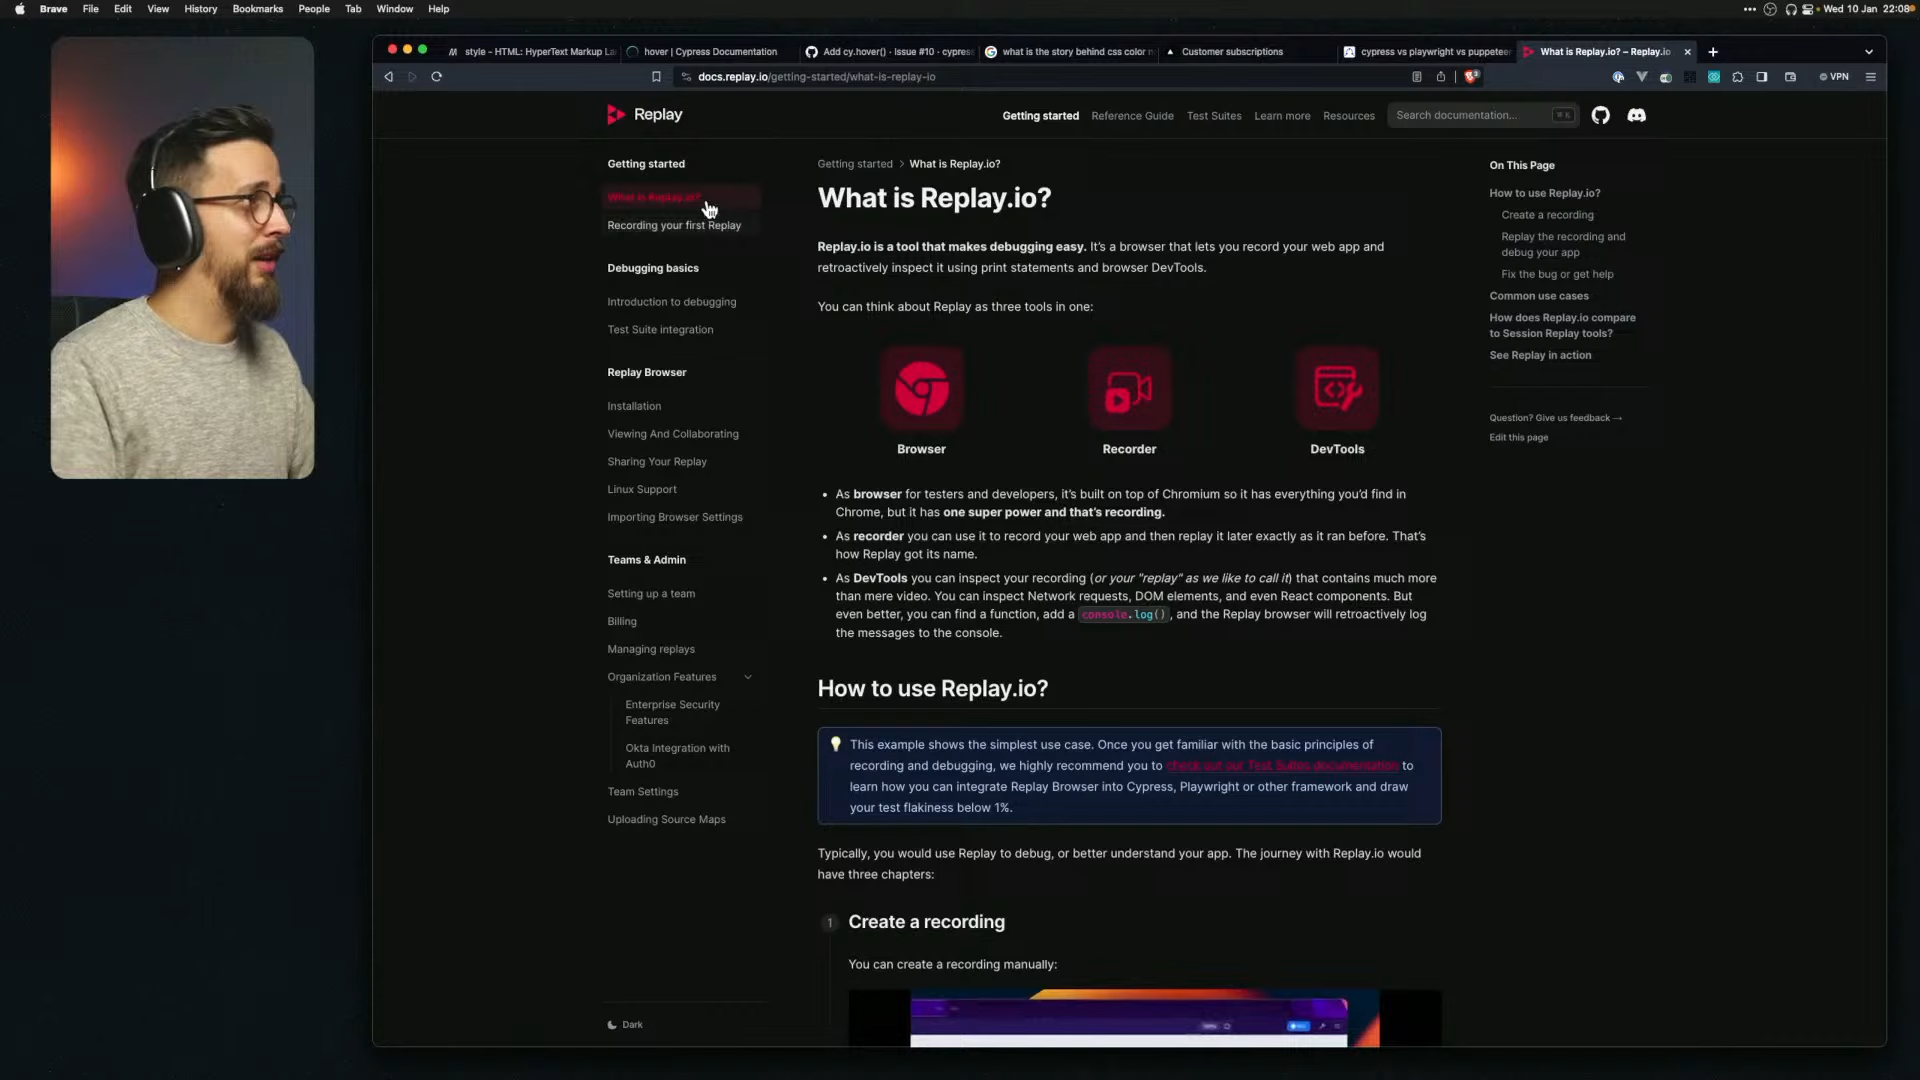 Brave File Edit View History Bookmarks People Tab Window Help
Wed 10 Jan 22:08
style - HTML: HyperText Markup La
hover | Cypress Documentation
Add cy.hover() · Issue #10 · cypres
what is the story behind css color n
Customer subscriptions
cypress vs playwright vs puppetee
What is Replay.io? – Replay.io
docs.replay.io/getting-started/what-is-replay-io
VPN
Replay
Getting started Reference Guide Test Suites Learn more Resources
Search documentation... ⌘ K
Getting started
What is Replay.io?
Recording your first Replay
Debugging basics
Introduction to debugging
Test Suite integration
Replay Browser
Installation
Viewing And Collaborating
Sharing Your Replay
Linux Support
Importing Browser Settings
Teams & Admin
Setting up a team
Billing
Managing replays
Organization Features
Enterprise Security
Features
Okta Integration with
Auth0
Team Settings
Uploading Source Maps
Dark
Getting started > What is Replay.io?
What is Replay.io?
Replay.io is a tool that makes debugging easy. It's a browser that lets you record your web app and
retroactively inspect it using print statements and browser DevTools.
You can think about Replay as three tools in one:
Browser Recorder DevTools
• As browser for testers and developers, it's built on top of Chromium so it has everything you'd find in
Chrome, but it has one super power and that's recording.
• As recorder you can use it to record your web app and then replay it later exactly as it ran before. That's
how Replay got its name.
• As DevTools you can inspect your recording (or your "replay" as we like to call it) that contains much more
than mere video. You can inspect Network requests, DOM elements, and even React components. But
even better, you can find a function, add a console.log(), and the Replay browser will retroactively log
the messages to the console.
How to use Replay.io?
This example shows the simplest use case. Once you get familiar with the basic principles of
recording and debugging, we highly recommend you to check out our Test Suites documentation to
learn how you can integrate Replay Browser into Cypress, Playwright or other framework and draw
your test flakiness below 1%.
Typically, you would use Replay to debug, or better understand your app. The journey with Replay.io would
have three chapters:
1 Create a recording
You can create a recording manually:
On This Page
How to use Replay.io?
Create a recording
Replay the recording and
debug your app
Fix the bug or get help
Common use cases
How does Replay.io compare
to Session Replay tools?
See Replay in action
Question? Give us feedback →
Edit this page